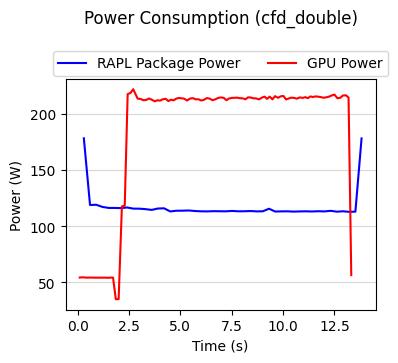 Power Consumption (cfd_double)
RAPL Package Power GPU Power
Power (W)
200
150
100
50
0.0 2.5 5.0 7.5 10.0 12.5
Time (s)